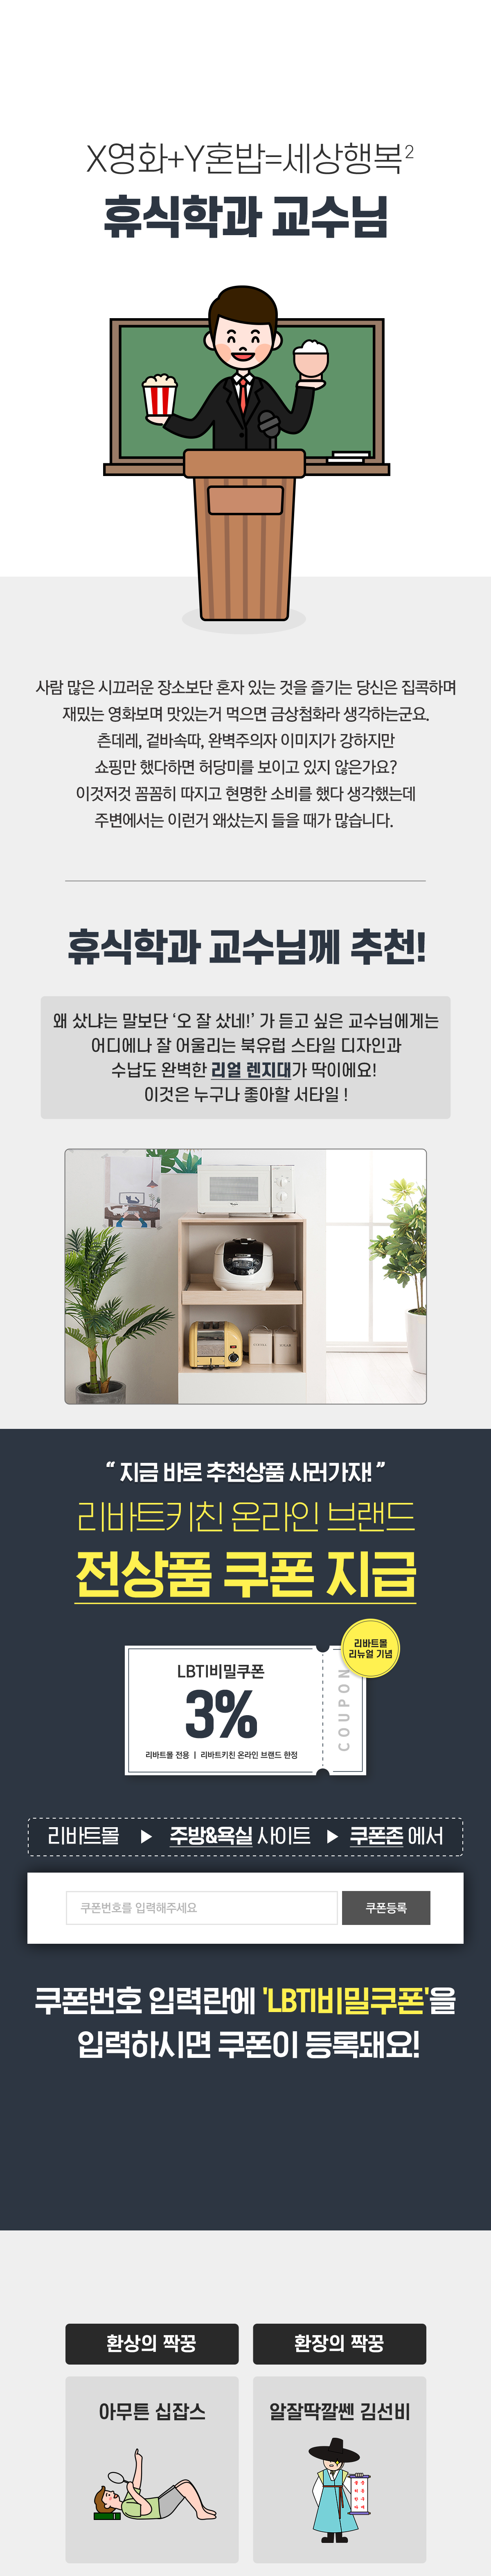 X영화+Y혼밥=세상행복²
휴식학과 교수님
사람 많은 시끄러운 장소보단 혼자 있는 것을 즐기는 당신은 집콕하며
재밌는 영화보며 맛있는거 먹으면 금상첨화라 생각하는군요.
츤데레, 겉바속따, 완벽주의자 이미지가 강하지만
쇼핑만 했다하면 허당미를 보이고 있지 않은가요?
이것저것 꼼꼼히 따지고 현명한 소비를 했다 생각했는데
주변에서는 이런거 왜샀는지 들을 때가 많습니다.
휴식학과 교수님께 추천!
왜 샀냐는 말보단 ‘오 잘 샀네!’ 가 듣고 싶은 교수님에게는
어디에나 잘 어울리는 북유럽 스타일 디자인과
수납도 완벽한 리얼 렌지대가 딱이에요!
이것은 누구나 좋아할 서타일 !
“ 지금 바로 추천상품 사러가자! ”
리바트키친 온라인 브랜드
전상품 쿠폰 지급
리바트몰
리뉴얼 기념
LBTI비밀쿠폰
3%
리바트몰 전용 | 리바트키친 온라인 브랜드 한정
COUPON
리바트몰 ▶ 주방&욕실 사이트 ▶ 쿠폰존 에서
쿠폰번호를 입력해주세요 쿠폰등록
쿠폰번호 입력란에 'LBTI비밀쿠폰'을
입력하시면 쿠폰이 등록돼요!
환상의 짝꿍 환장의 짝꿍
아무튼 십잡스 알잘딱깔쎈 김선비